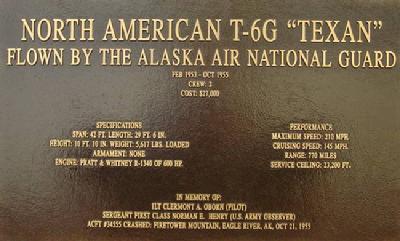 NORTH AMERICAN T-6G "TEXAN"
FLOWN BY THE ALASKA AIR NATIONAL GUARD
FEB 1953 - OCT 1955
CREW: 2
COST: $27,000
SPECIFICATIONS
SPAN: 42 FT. LENGTH: 29 FT. 6 IN.
HEIGHT: 10 FT. 10 IN. WEIGHT: 5,617 LBS. LOADED
ARMAMENT: NONE
ENGINE: PRATT & WHITNEY R-1340 OF 600 HP.
PERFORMANCE
MAXIMUM SPEED: 210 MPH.
CRUISING SPEED: 145 MPH.
RANGE: 770 MILES
SERVICE CEILING: 23,200 FT.
IN MEMORY OF:
1LT CLERMONT A. OBORN (PILOT)
SERGEANT FIRST CLASS NORMAN E. HENRY (U.S. ARMY OBSERVER)
ACFT #34555 CRASHED: FIRETOWER MOUNTAIN, EAGLE RIVER, AK, OCT 21, 1953